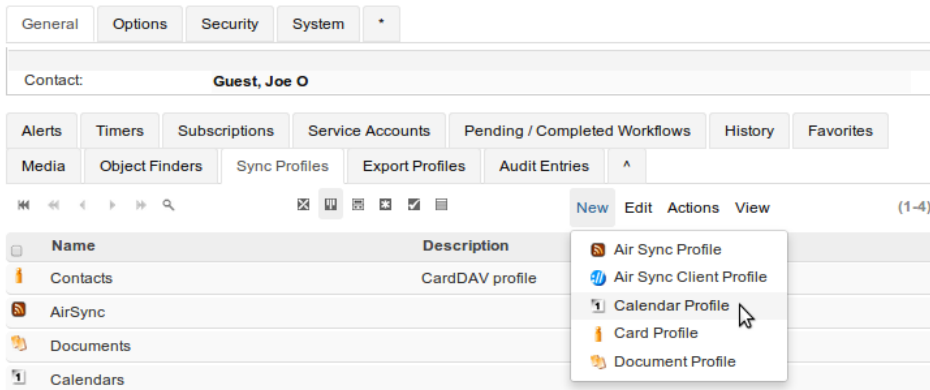 General Options Security System *
Contact: Guest, Joe O
Alerts Timers Subscriptions Service Accounts Pending / Completed Workflows History Favorites
Media Object Finders Sync Profiles Export Profiles Audit Entries ^
New Edit Actions View (1-4)
Name Description
Air Sync Profile
Contacts CardDAV profile
Air Sync Client Profile
AirSync
Calendar Profile
Card Profile
Documents
Document Profile
Calendars